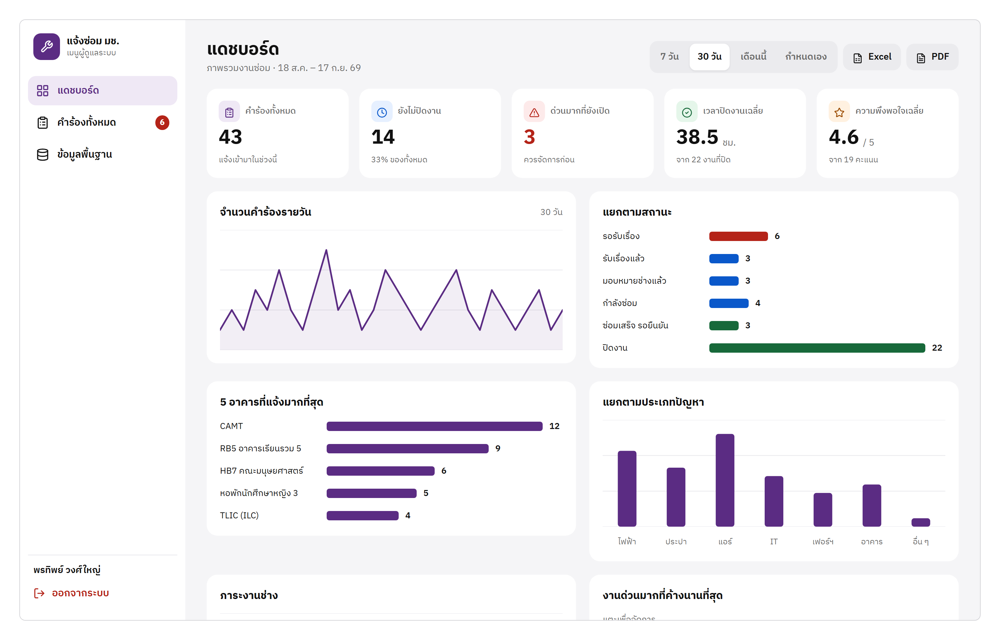 แจ้งซ่อม มช.
เมนูผู้ดูแลระบบ
แดชบอร์ด
คำร้องทั้งหมด 6
ข้อมูลพื้นฐาน
พรทิพย์ วงศ์ใหญ่
ออกจากระบบ
แดชบอร์ด
ภาพรวมงานซ่อม · 18 ส.ค. – 17 ก.ย. 69
7 วัน 30 วัน เดือนนี้ กำหนดเอง Excel PDF
คำร้องทั้งหมด
43
แจ้งเข้ามาในช่วงนี้
ยังไม่ปิดงาน
14
33% ของทั้งหมด
ด่วนมากที่ยังเปิด
3
ควรจัดการก่อน
เวลาปิดงานเฉลี่ย
38.5 ชม.
จาก 22 งานที่ปิด
ความพึงพอใจเฉลี่ย
4.6 / 5
จาก 19 คะแนน
จำนวนคำร้องรายวัน 30 วัน
แยกตามสถานะ
รอรับเรื่อง 6
รับเรื่องแล้ว 3
มอบหมายช่างแล้ว 3
กำลังซ่อม 4
ซ่อมเสร็จ รอยืนยัน 3
ปิดงาน 22
5 อาคารที่แจ้งมากที่สุด
CAMT 12
RB5 อาคารเรียนรวม 5 9
HB7 คณะมนุษยศาสตร์ 6
หอพักนักศึกษาหญิง 3 5
TLIC (ILC) 4
แยกตามประเภทปัญหา
ไฟฟ้า ประปา แอร์ IT เฟอร์ฯ อาคาร อื่น ๆ
ภาระงานช่าง
งานด่วนมากที่ค้างนานที่สุด
แตะเพื่อจัดการ